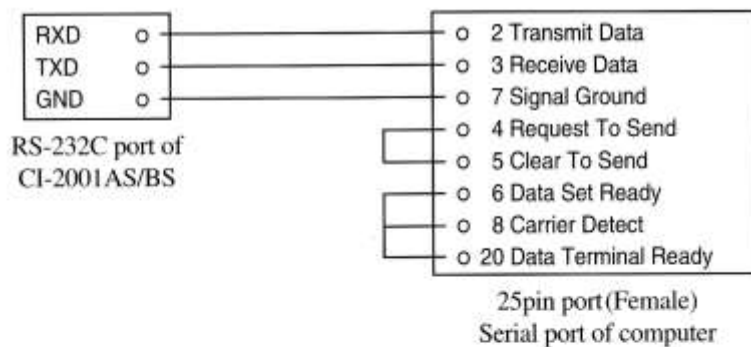 RXD
TXD
GND
RS-232C port of
CI-2001AS/BS
2 Transmit Data
3 Receive Data
7 Signal Ground
4 Request To Send
5 Clear To Send
6 Data Set Ready
8 Carrier Detect
20 Data Terminal Ready
25pin port(Female)
Serial port of computer